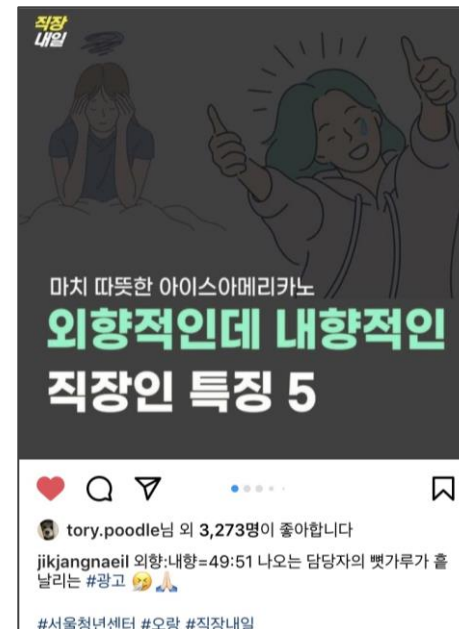 직장
내일
마치 따뜻한 아이스아메리카노
외향적인데 내향적인
직장인 특징 5
tory.poodle님 외 3,273명이 좋아합니다
jikjangnaeil 외향:내향=49:51 나오는 담당자의 뼛가루가 흩
날리는 #광고 🤧🙏🏻
#서울청년센터 #오랑 #직장내일